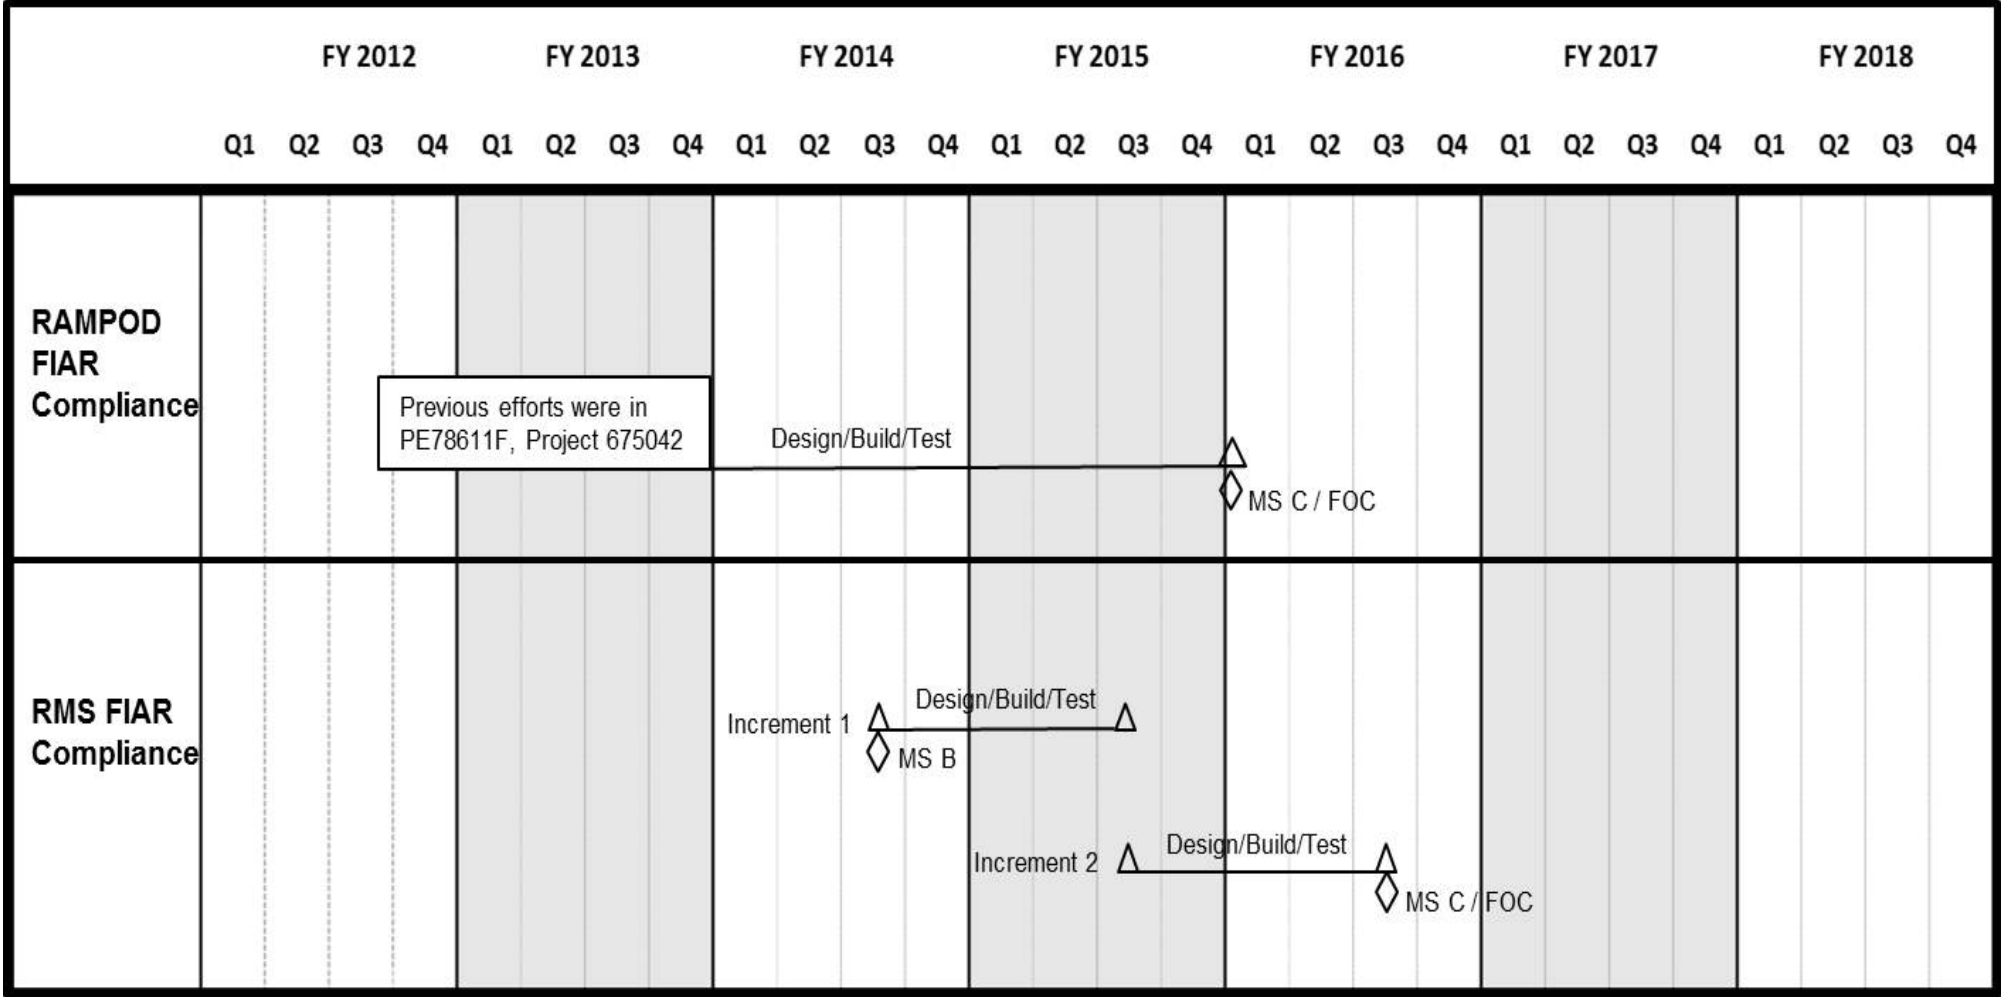 FY 2012 FY 2013 FY 2014 FY 2015 FY 2016 FY 2017 FY 2018
Q1 Q2 Q3 Q4 Q1 Q2 Q3 Q4 Q1 Q2 Q3 Q4 Q1 Q2 Q3 Q4 Q1 Q2 Q3 Q4 Q1 Q2 Q3 Q4 Q1 Q2 Q3 Q4
RAMPOD
FIAR
Compliance
Previous efforts were in
PE78611F, Project 675042
Design/Build/Test
MS C / FOC
RMS FIAR
Compliance
Design/Build/Test
Increment 1
MS B
Design/Build/Test
Increment 2
MS C / FOC